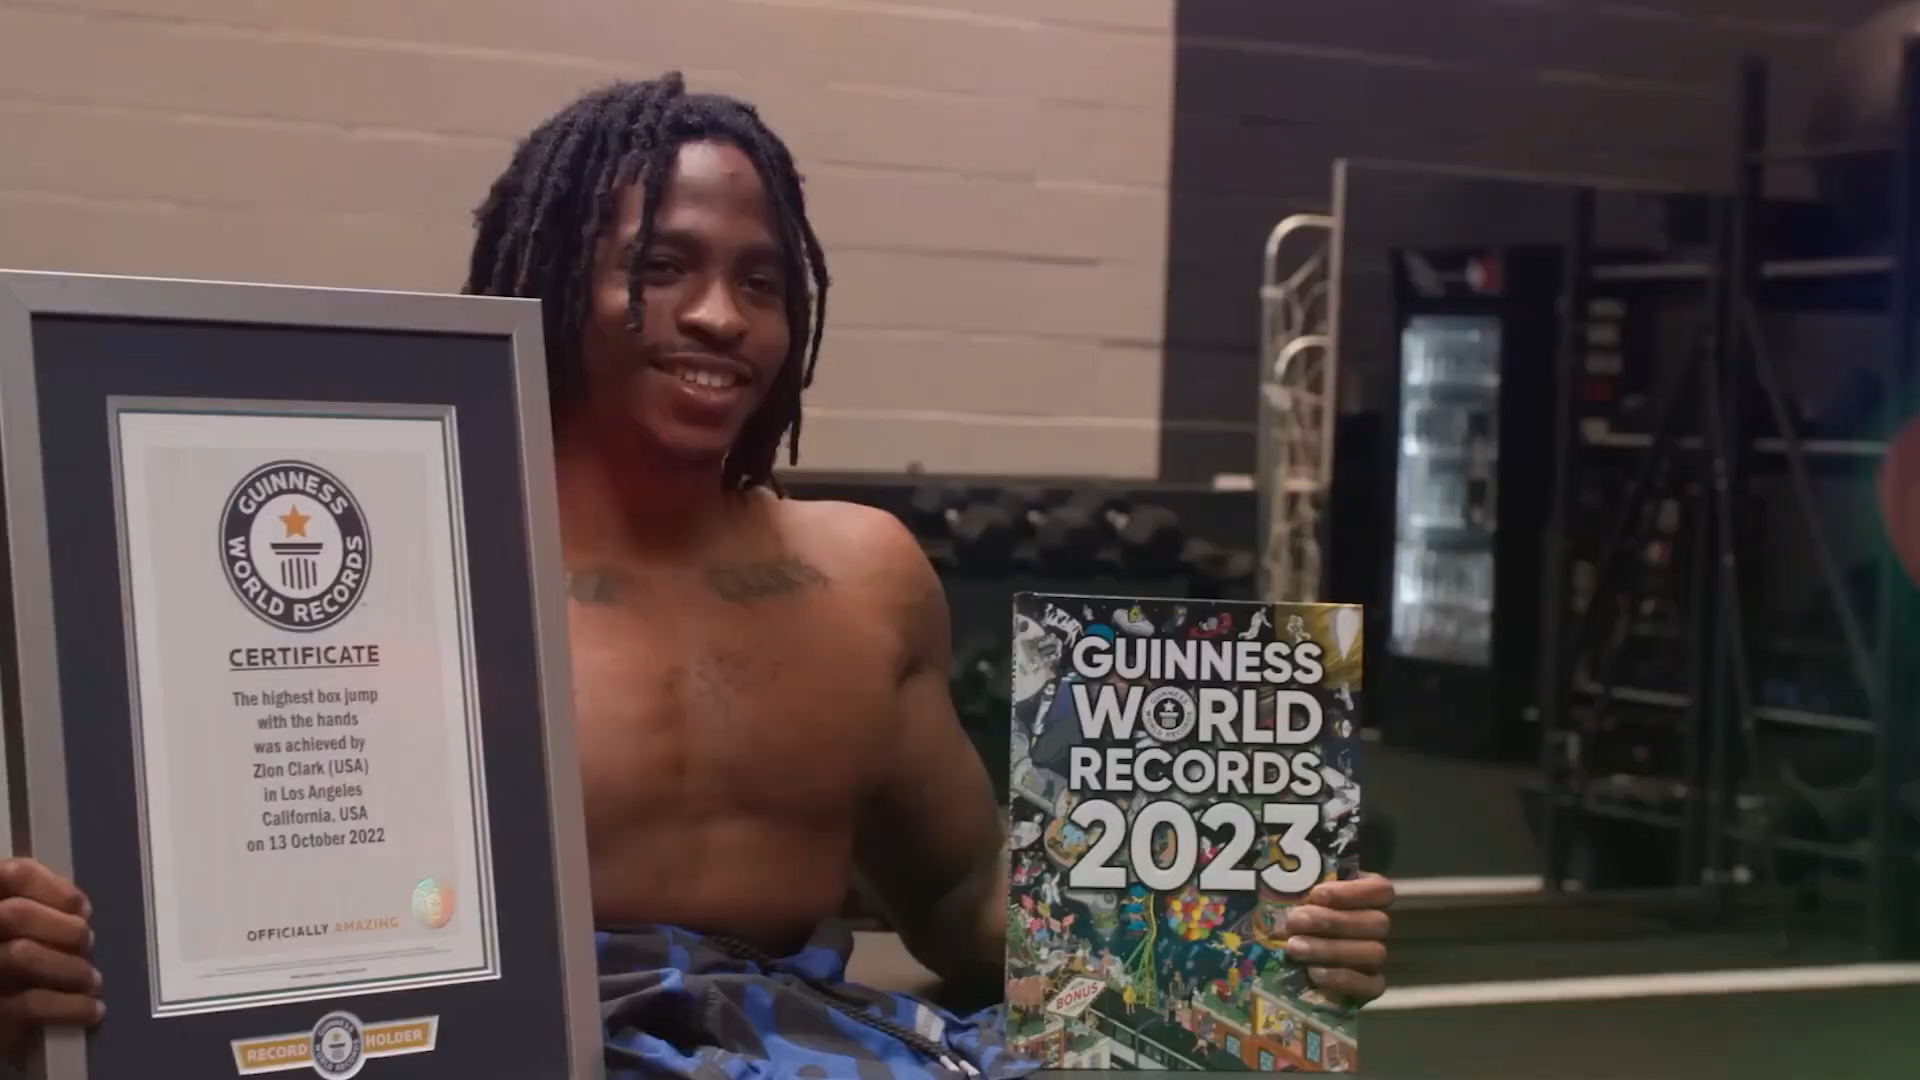 GUINNESS
WORLD RECORDS
CERTIFICATE
The highest box jump
with the hands
was achieved by
Zion Clark (USA)
in Los Angeles
California, USA
on 13 October 2022
OFFICIALLY AMAZING
RECORD HOLDER
GUINNESS
WORLD
RECORDS
2023
BONUS